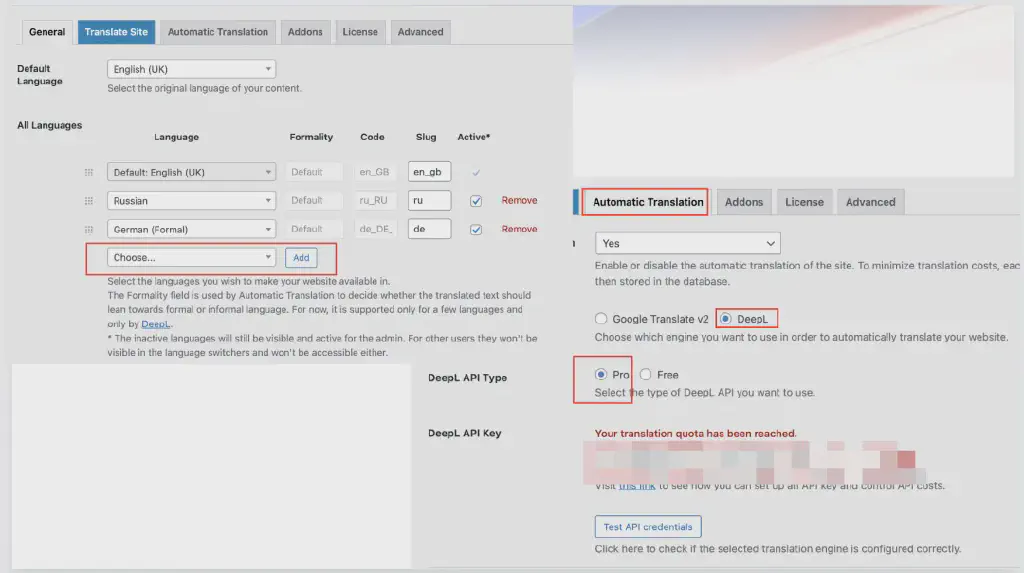 General Translate Site Automatic Translation Addons License Advanced
Default
Language
English (UK)
Select the original language of your content.
All Languages
Language Formality Code Slug Active*
Default: English (UK) Default en_GB en_gb
Russian Default ru_RU ru Remove
German (Formal) Default de_DE_ de Remove
Choose... Add
Select the languages you wish to make your website available in.
The Formality field is used by Automatic Translation to decide whether the translated text should
lean towards formal or informal language. For now, it is supported only for a few languages and
only by DeepL.
* The inactive languages will still be visible and active for the admin. For other users they won't be
visible in the language switchers and won't be accessible either.
Automatic Translation Addons License Advanced
Yes
Enable or disable the automatic translation of the site. To minimize translation costs, eac
then stored in the database.
Google Translate v2 DeepL
Choose which engine you want to use in order to automatically translate your website.
DeepL API Type
Pro Free
Select the type of DeepL API you want to use.
DeepL API Key
Your translation quota has been reached.
Visit this link to see how you can set up an API key and control API costs.
Test API credentials
Click here to check if the selected translation engine is configured correctly.